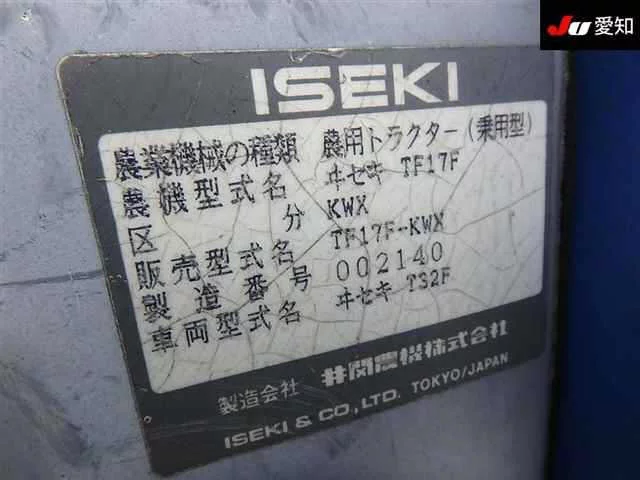 JU 愛知
ISEKI
農業機械の種類 農用トラクター(乗用型)
農機型式名 ヰセキ TF17F
区分 KWX
販売型式名 TF17F-KWX
製造番号 002140
車両型式名 ヰセキ T32F
製造会社 井関農機株式会社
ISEKI & CO., LTD. TOKYO/JAPAN